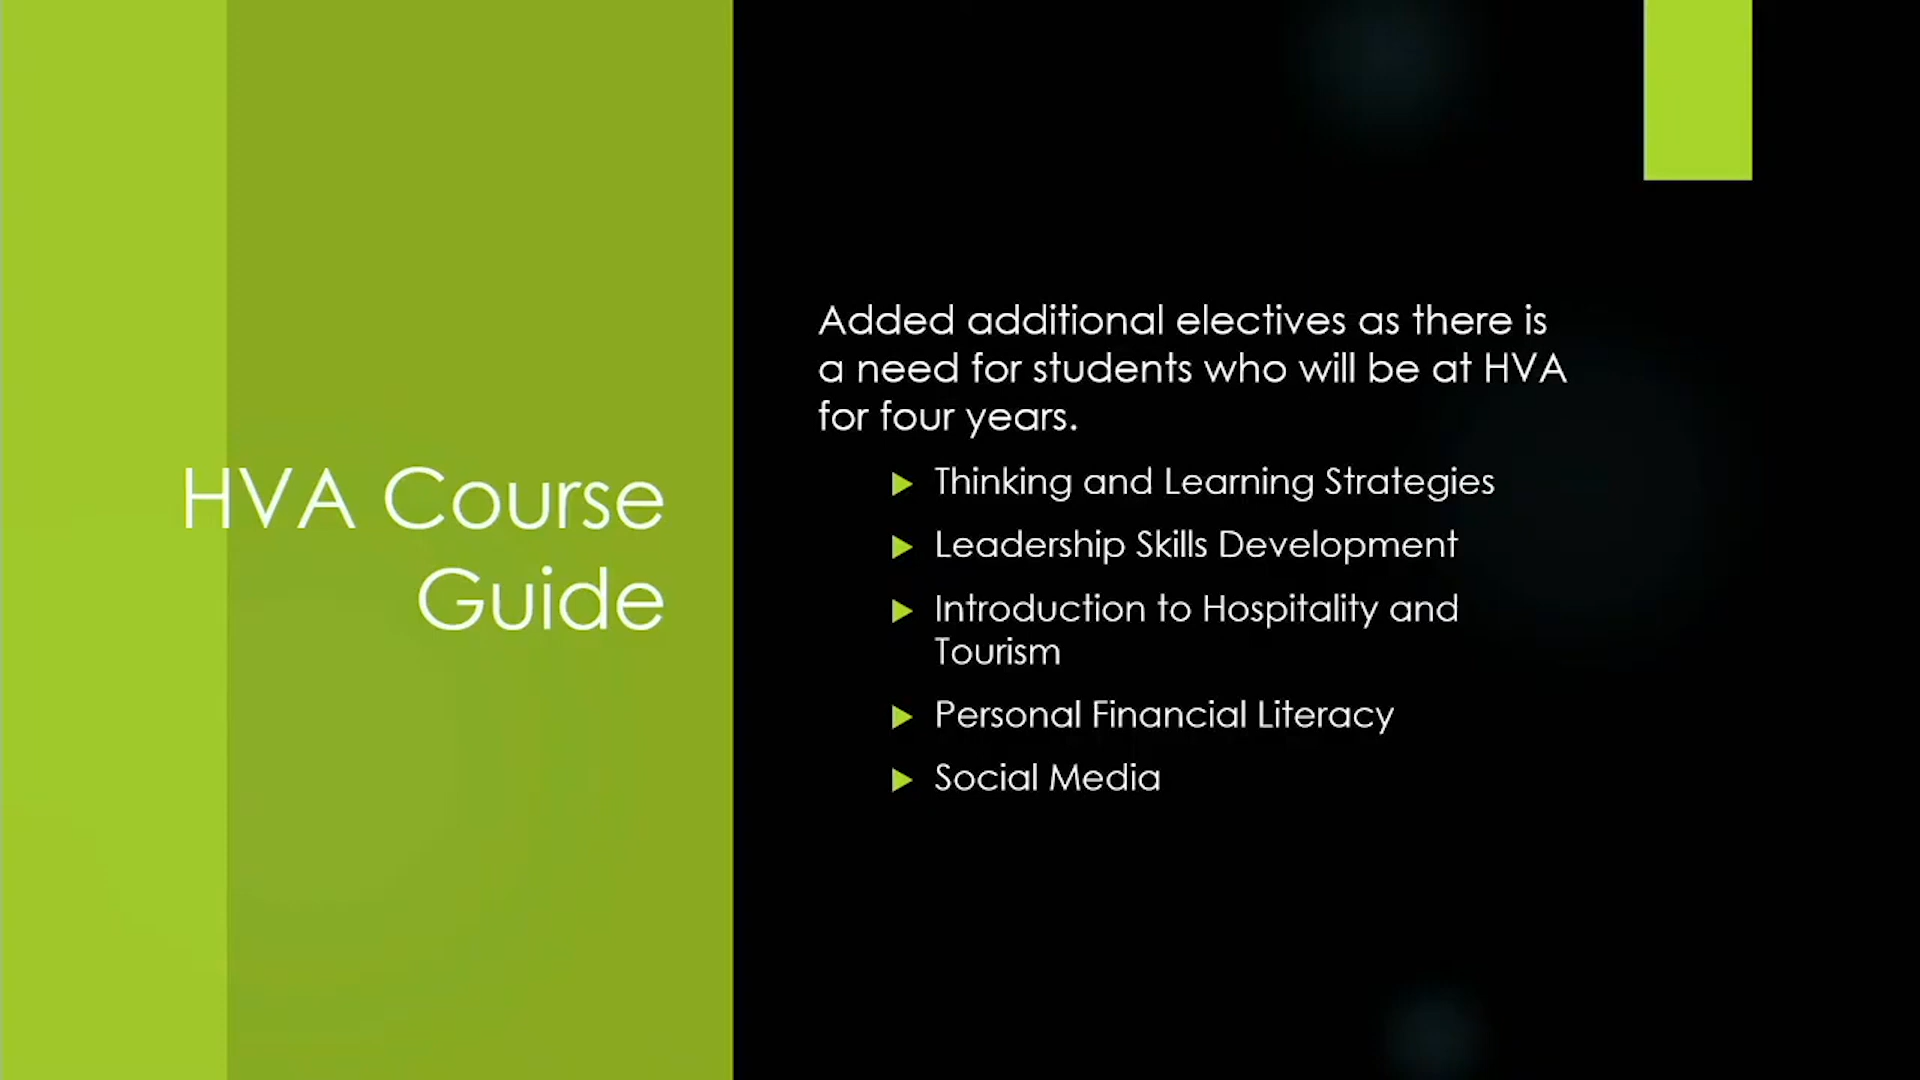 HVA Course
Guide
Added additional electives as there is
a need for students who will be at HVA
for four years.
Thinking and Learning Strategies
Leadership Skills Development
Introduction to Hospitality and
Tourism
Personal Financial Literacy
Social Media